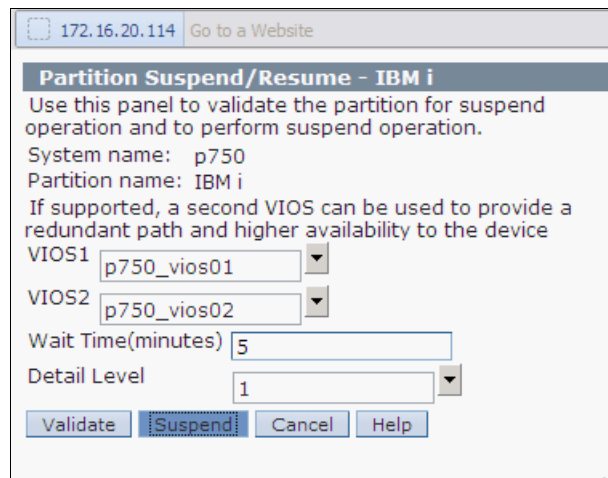 172.16.20.114 Go to a Website
Partition Suspend/Resume - IBM i
Use this panel to validate the partition for suspend
operation and to perform suspend operation.
System name: p750
Partition name: IBM i
If supported, a second VIOS can be used to provide a
redundant path and higher availability to the device
VIOS1 p750_vios01
VIOS2 p750_vios02
Wait Time(minutes) 5
Detail Level 1
Validate Suspend Cancel Help